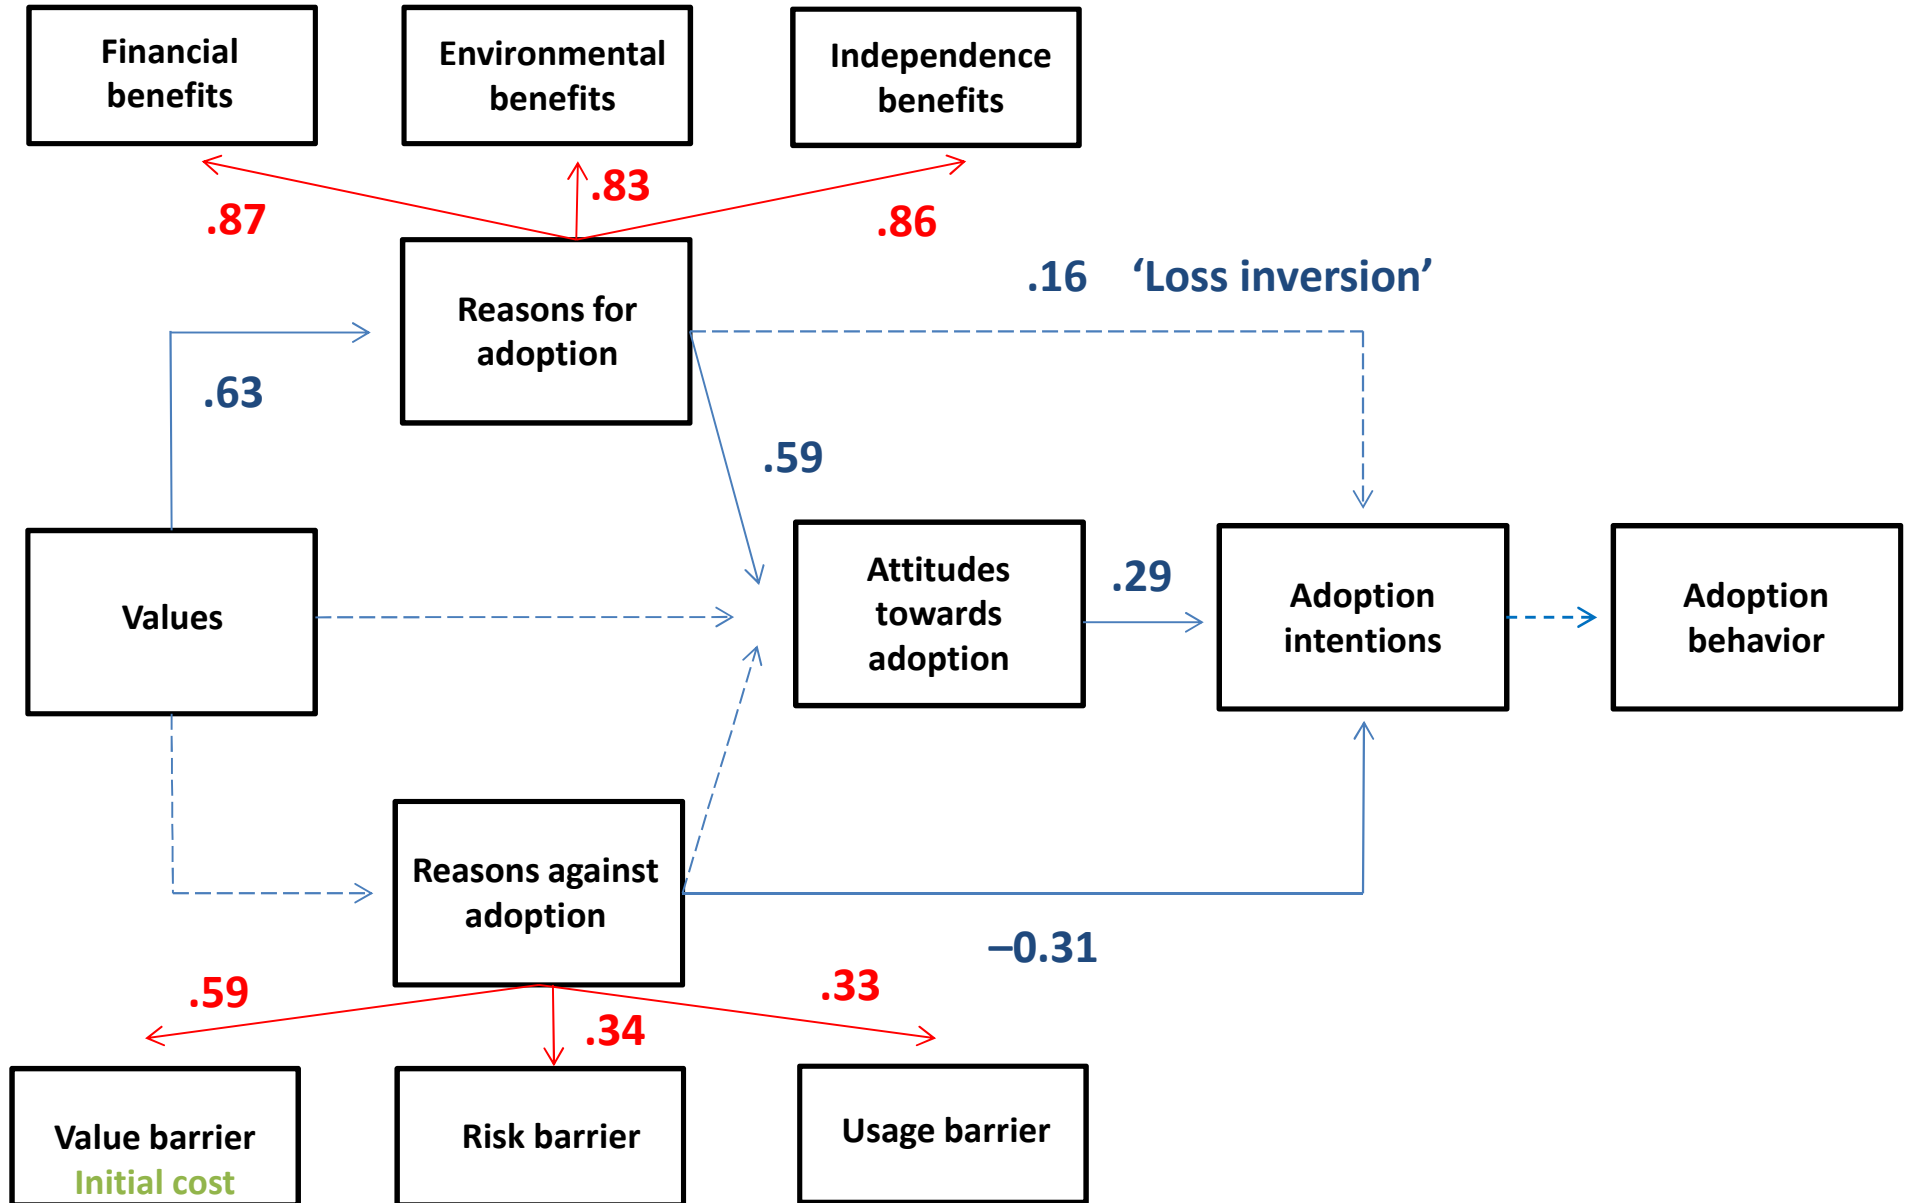 Financial
benefits
Environmental
benefits
Independence
benefits
.87
.83
.86
Reasons for
adoption
.16 ‘Loss inversion’
.63
.59
Values
Attitudes
towards
adoption
.29
Adoption
intentions
Adoption
behavior
Reasons against
adoption
–0.31
.59
.34
.33
Value barrier
Initial cost
Risk barrier
Usage barrier